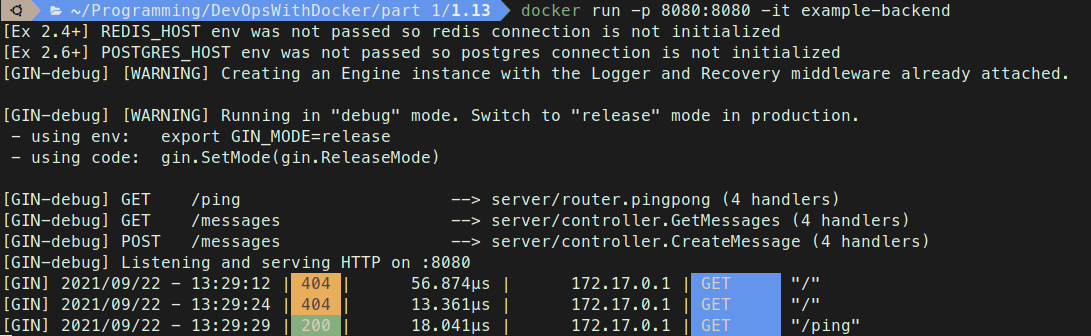 ~/Programming/DevOpsWithDocker/part 1/1.13 docker run -p 8080:8080 -it example-backend
[Ex 2.4+] REDIS_HOST env was not passed so redis connection is not initialized
[Ex 2.6+] POSTGRES_HOST env was not passed so postgres connection is not initialized
[GIN-debug] [WARNING] Creating an Engine instance with the Logger and Recovery middleware already attached.
[GIN-debug] [WARNING] Running in "debug" mode. Switch to "release" mode in production.
- using env:   export GIN_MODE=release
- using code:  gin.SetMode(gin.ReleaseMode)
[GIN-debug] GET    /ping                     --> server/router.pingpong (4 handlers)
[GIN-debug] GET    /messages                 --> server/controller.GetMessages (4 handlers)
[GIN-debug] POST   /messages                 --> server/controller.CreateMessage (4 handlers)
[GIN-debug] Listening and serving HTTP on :8080
[GIN] 2021/09/22 - 13:29:12 | 404 |      56.874µs |      172.17.0.1 | GET      "/"
[GIN] 2021/09/22 - 13:29:24 | 404 |      13.361µs |      172.17.0.1 | GET      "/"
[GIN] 2021/09/22 - 13:29:29 | 200 |      18.041µs |      172.17.0.1 | GET      "/ping"